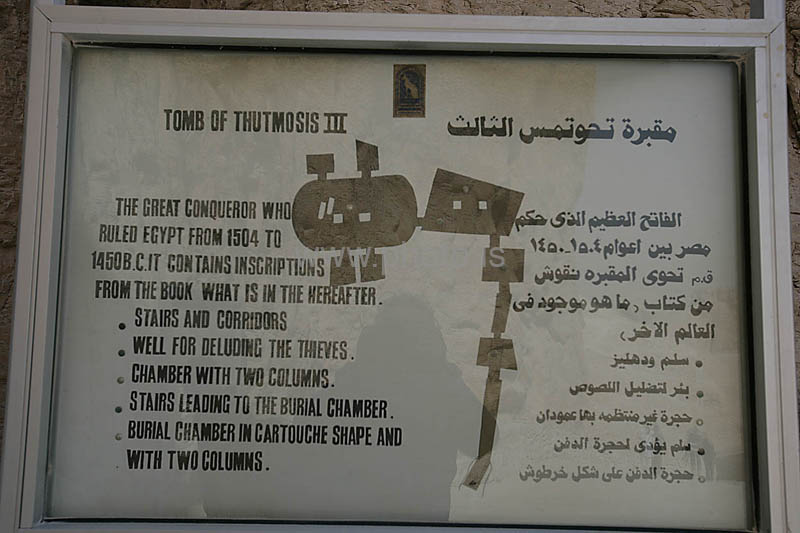 TOMB OF THUTMOSIS III
THE GREAT CONQUEROR WHO
RULED EGYPT FROM 1504 TO
1450B.C.IT CONTAINS INSCRIPTIONS
FROM THE BOOK WHAT IS IN THE HEREAFTER.
• STAIRS AND CORRIDORS
• WELL FOR DELUDING THE THIEVES.
• CHAMBER WITH TWO COLUMNS.
• STAIRS LEADING TO THE BURIAL CHAMBER.
• BURIAL CHAMBER IN CARTOUCHE SHAPE AND
WITH TWO COLUMNS.
مقبرة تحوتمس الثالث
الفاتح العظيم الذى حكم
مصر بين اعوام ١٥٠٤ـ١٤٥٠
ق.م تحوى المقبره نقوش
من كتاب (ما هو موجود فى
العالم الاخر)
• سلم ودهليز
• بئر لتضليل اللصوص
• حجرة غير منتظمه بها عمودان
• سلم يؤدى لحجرة الدفن
• حجرة الدفن على شكل خرطوش